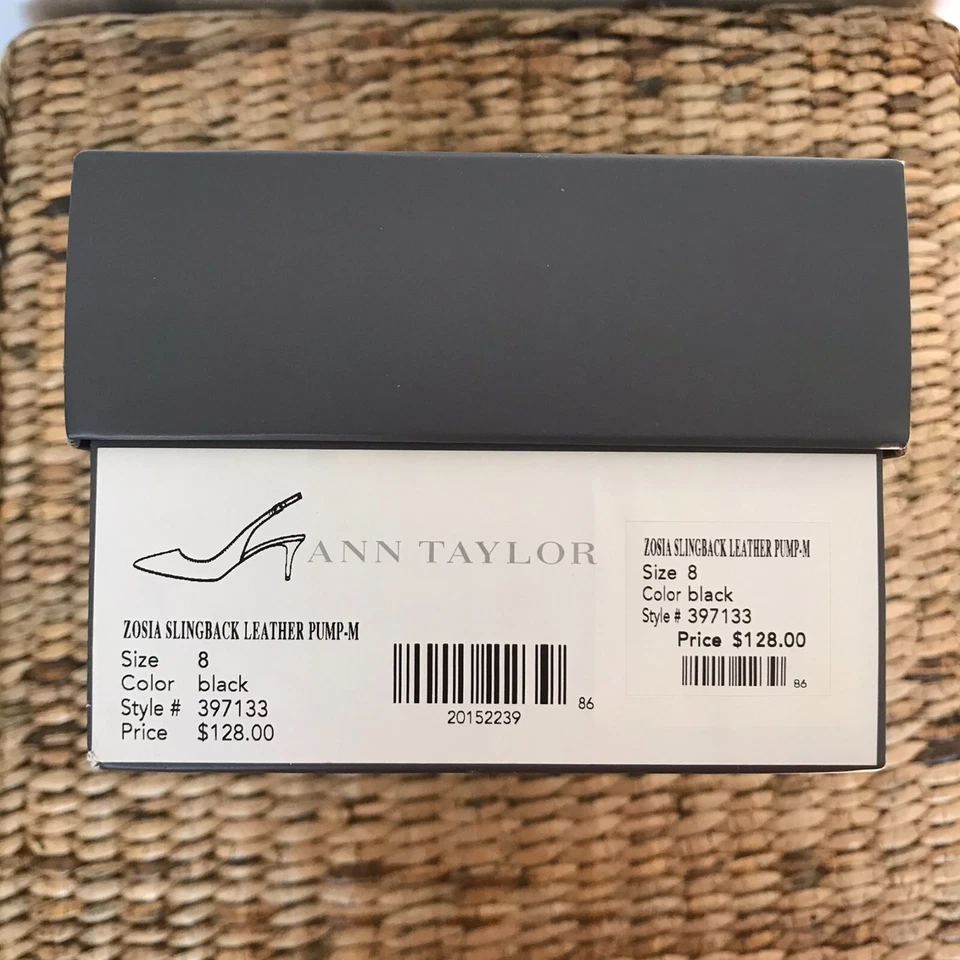 ANN TAYLOR
ZOSIA SLINGBACK LEATHER PUMP-M
Size 8
Color black
Style # 397133
Price $128.00
20152239
86
ZOSIA SLINGBACK LEATHER PUMP-M
Size 8
Color black
Style # 397133
Price $128.00
86